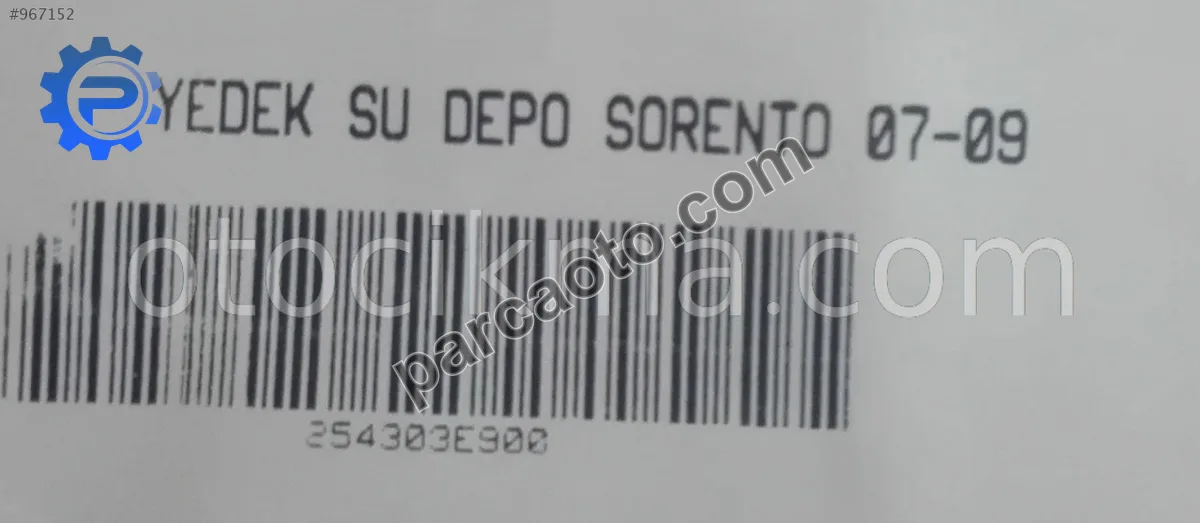 #967152
YEDEK SU DEPO SORENTO 07-09
otocikma.com
parcaoto.com
254303E900